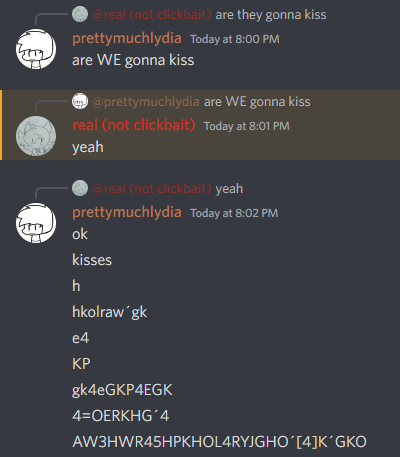 @real (not clickbait) are they gonna kiss
prettymuchlydia Today at 8:00 PM
are WE gonna kiss
@prettymuchlydia are WE gonna kiss
real (not clickbait) Today at 8:01 PM
yeah
@real (not clickbait) yeah
prettymuchlydia Today at 8:02 PM
ok
kisses
h
hkolraw´gk
e4
KP
gk4eGKP4EGK
4=OERKHG´4
AW3HWR45HPKHOL4RYJGHO´[4]K´GKO